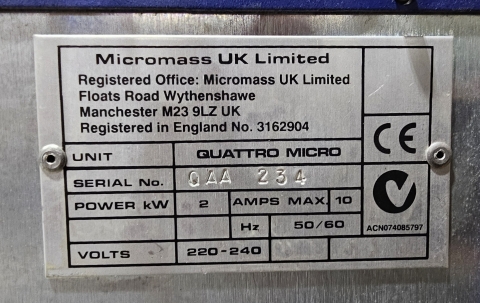 Micromass UK Limited
Registered Office: Micromass UK Limited
Floats Road Wythenshawe
Manchester M23 9LZ UK
Registered in England No. 3162904
UNIT QUATTRO MICRO
SERIAL No. QAA 234
POWER kW 2 AMPS MAX. 10
Hz 50/60
VOLTS 220-240
CE
ACN074085797